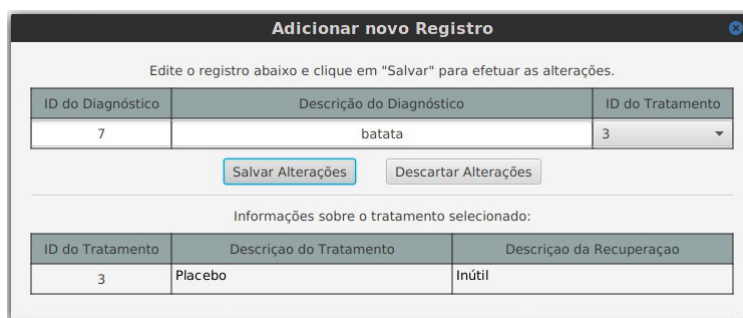 Adicionar novo Registro
Edite o registro abaixo e clique em "Salvar" para efetuar as alterações.
ID do Diagnóstico Descrição do Diagnóstico ID do Tratamento
7 batata 3
Salvar Alterações Descartar Alterações
Informações sobre o tratamento selecionado:
ID do Tratamento Descriçao do Tratamento Descriçao da Recuperaçao
3 Placebo Inútil